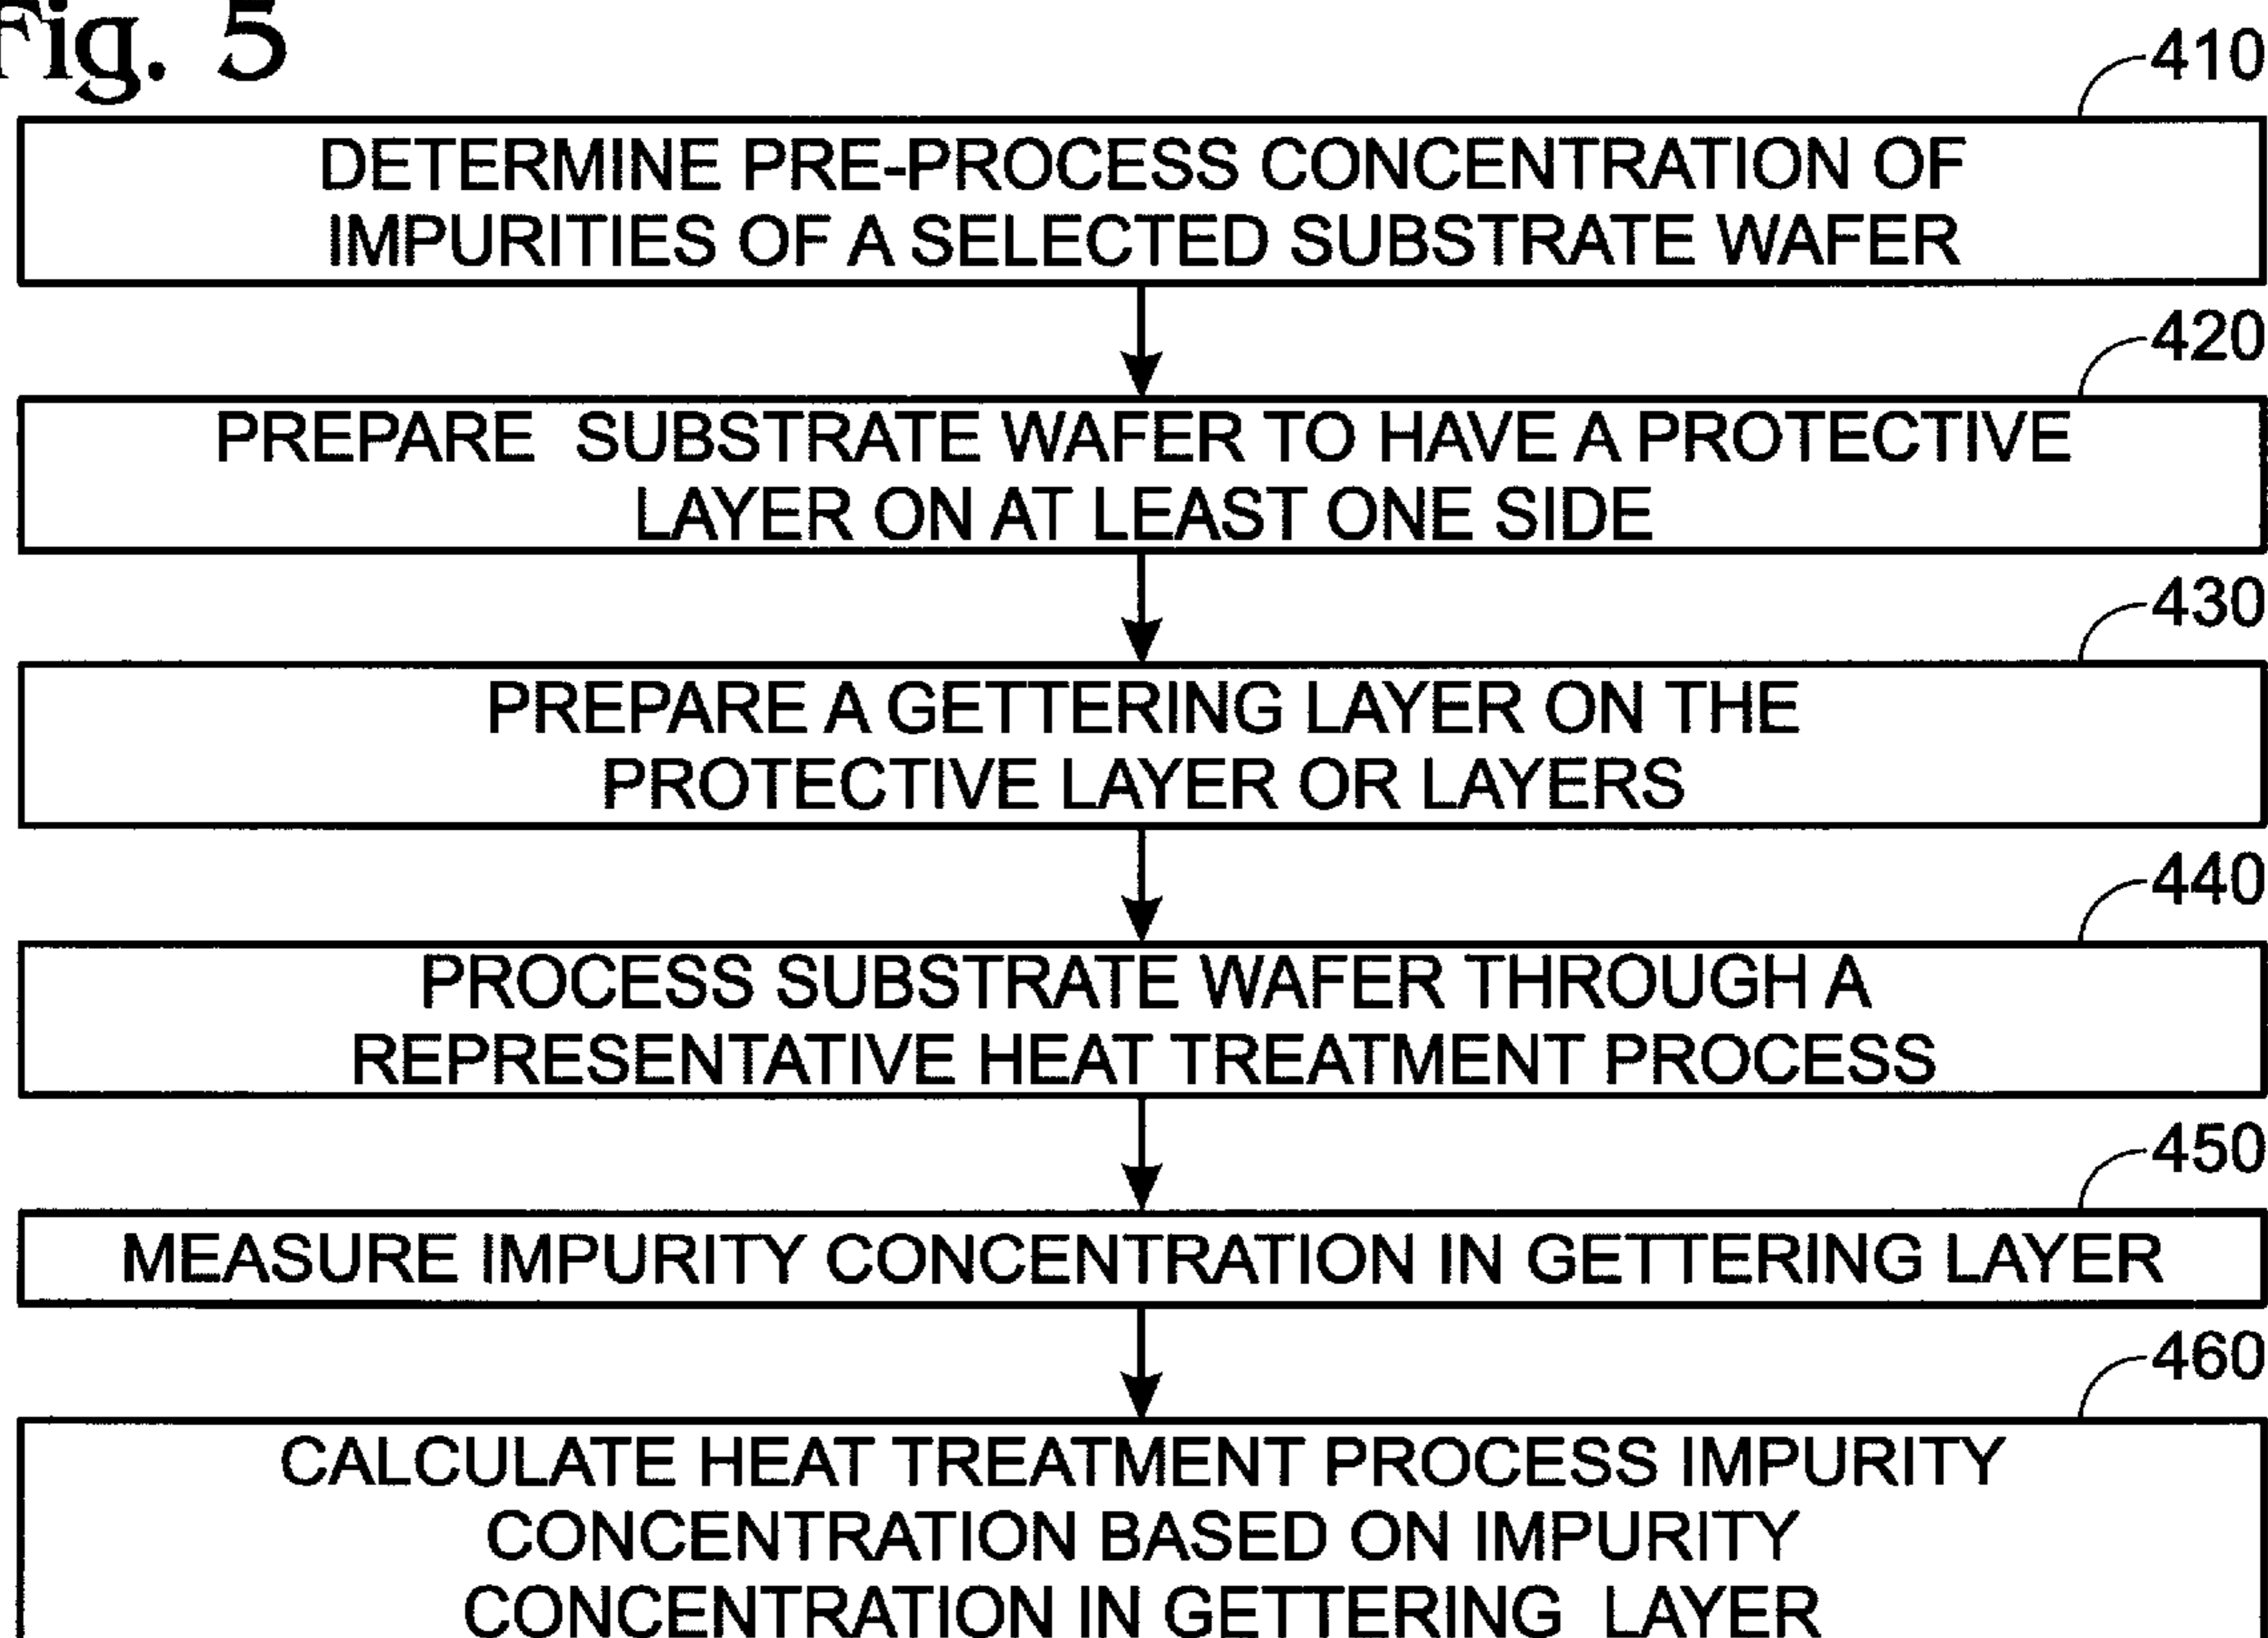 Fig. 5
410
DETERMINE PRE-PROCESS CONCENTRATION OF
IMPURITIES OF A SELECTED SUBSTRATE WAFER
420
PREPARE SUBSTRATE WAFER TO HAVE A PROTECTIVE
LAYER ON AT LEAST ONE SIDE
430
PREPARE A GETTERING LAYER ON THE
PROTECTIVE LAYER OR LAYERS
440
PROCESS SUBSTRATE WAFER THROUGH A
REPRESENTATIVE HEAT TREATMENT PROCESS
450
MEASURE IMPURITY CONCENTRATION IN GETTERING LAYER
460
CALCULATE HEAT TREATMENT PROCESS IMPURITY
CONCENTRATION BASED ON IMPURITY
CONCENTRATION IN GETTERING LAYER